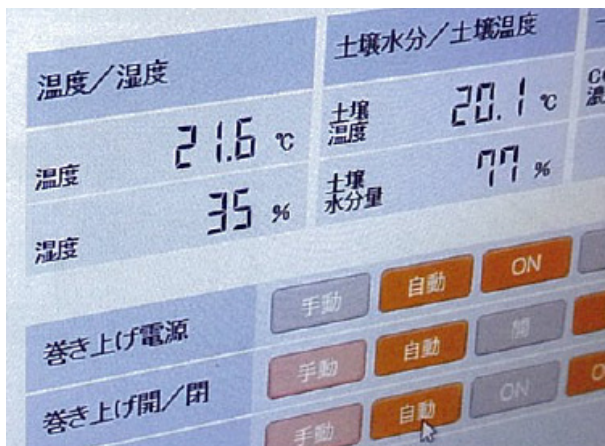 温度/湿度
土壌水分/土壌温度
温度 21.6 ℃
土壌温度 20.1 ℃
湿度 35 %
土壌水分量 77 %
巻き上げ電源 手動 自動 ON
巻き上げ開/閉 手動 自動 開
手動 自動 ON